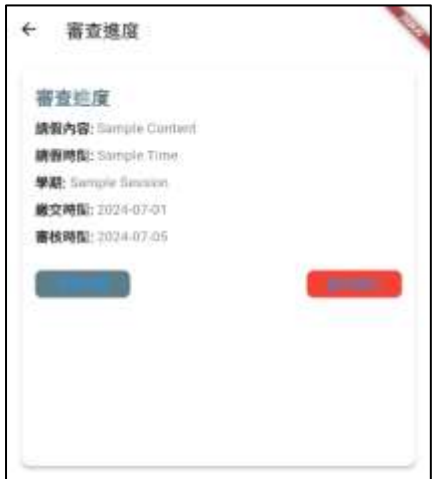 ← 審查進度
審查進度
請假內容: Sample Content
請假時間: Sample Time
學期: Sample Session
繳交時間: 2024-07-01
審核時間: 2024-07-05